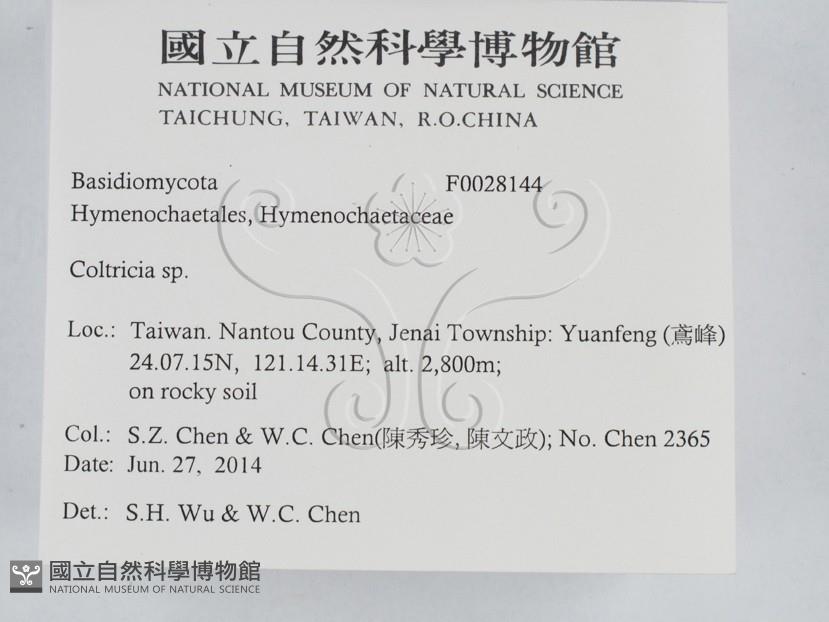 國立自然科學博物館
NATIONAL MUSEUM OF NATURAL SCIENCE
TAICHUNG, TAIWAN, R.O.CHINA
Basidiomycota F0028144
Hymenochaetales, Hymenochaetaceae
Coltricia sp.
Loc.: Taiwan. Nantou County, Jenai Township: Yuanfeng (鳶峰)
24.07.15N, 121.14.31E; alt. 2,800m;
on rocky soil
Col.: S.Z. Chen & W.C. Chen(陳秀珍, 陳文政); No. Chen 2365
Date: Jun. 27, 2014
Det.: S.H. Wu & W.C. Chen
國立自然科學博物館
NATIONAL MUSEUM OF NATURAL SCIENCE